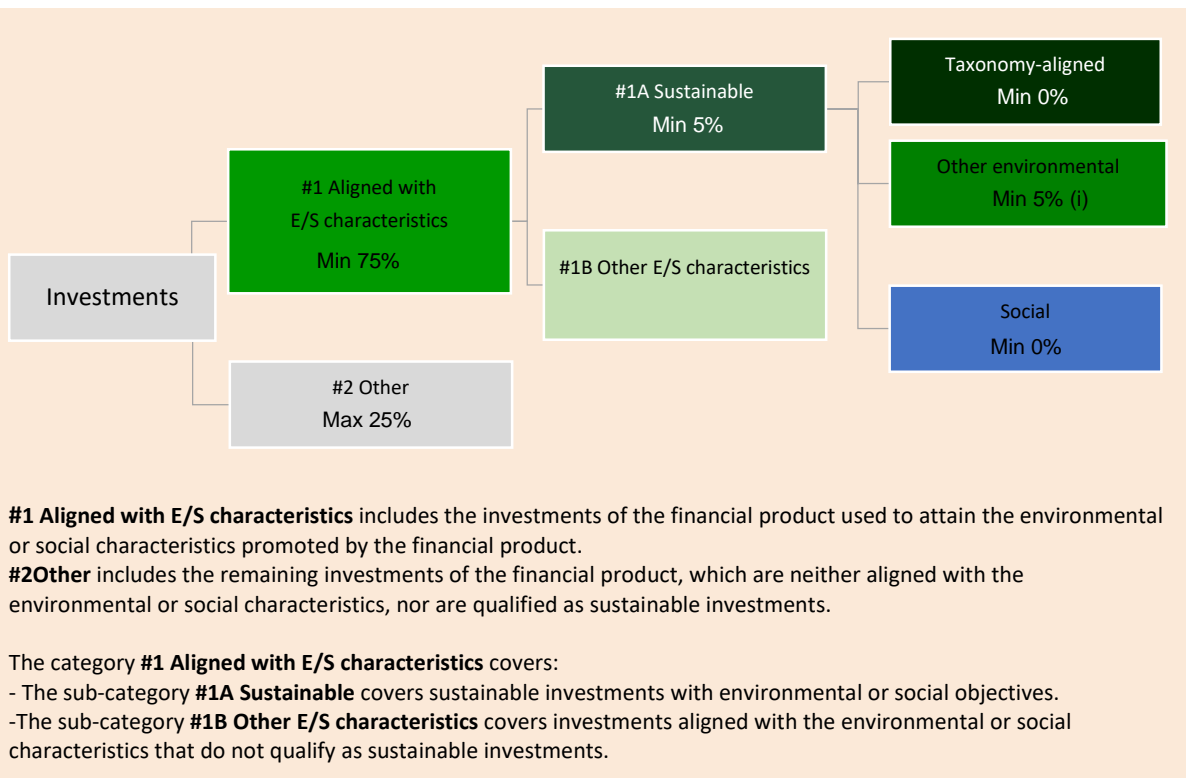 Investments
#1 Aligned with
E/S characteristics
Min 75%
#2 Other
Max 25%
#1A Sustainable
Min 5%
#1B Other E/S characteristics
Taxonomy-aligned
Min 0%
Other environmental
Min 5% (i)
Social
Min 0%
#1 Aligned with E/S characteristics includes the investments of the financial product used to attain the environmental
or social characteristics promoted by the financial product.
#2Other includes the remaining investments of the financial product, which are neither aligned with the
environmental or social characteristics, nor are qualified as sustainable investments.
The category #1 Aligned with E/S characteristics covers:
- The sub-category #1A Sustainable covers sustainable investments with environmental or social objectives.
-The sub-category #1B Other E/S characteristics covers investments aligned with the environmental or social
characteristics that do not qualify as sustainable investments.